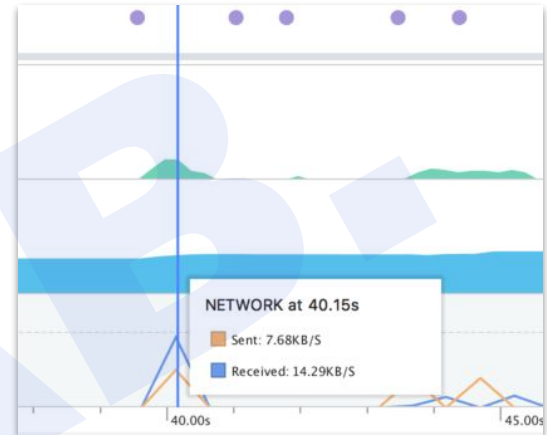 NETWORK at 40.15s
Sent: 7.68KB/S
Received: 14.29KB/S
40.00s
45.00s